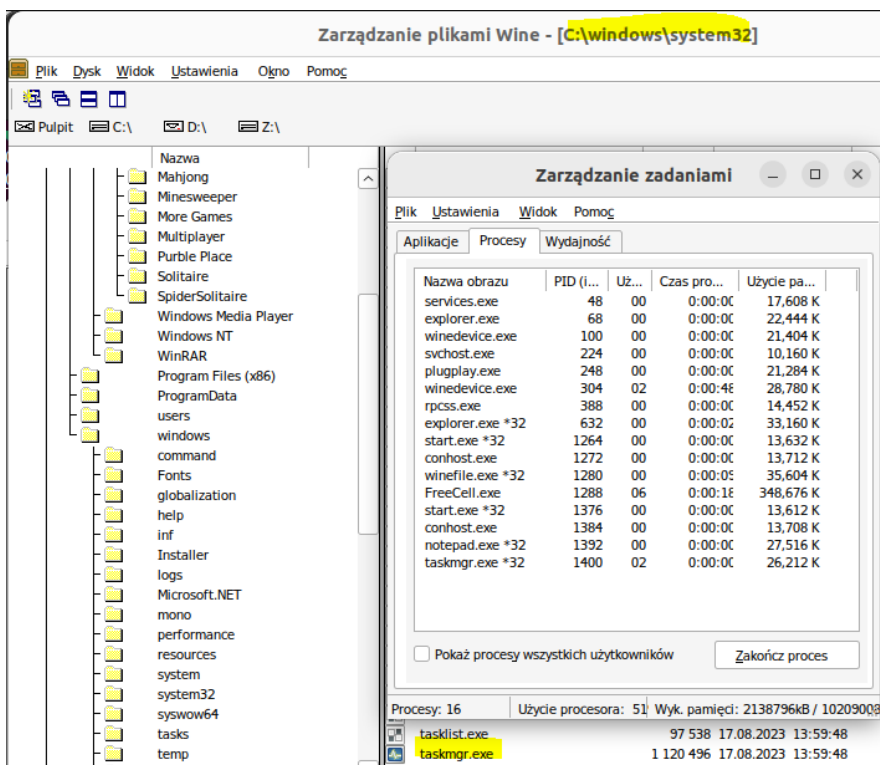 Zarządzanie plikami Wine - [C:\windows\system32]
Plik Dysk Widok Ustawienia Okno Pomoc
Pulpit C:\ D:\ Z:\
Nazwa
Mahjong
Minesweeper
More Games
Multiplayer
Purble Place
Solitaire
SpiderSolitaire
Windows Media Player
Windows NT
WinRAR
Program Files (x86)
ProgramData
users
windows
command
Fonts
globalization
help
inf
Installer
logs
Microsoft.NET
mono
performance
resources
system
system32
syswow64
tasks
temp
Zarządzanie zadaniami
Plik Ustawienia Widok Pomoc
Aplikacje Procesy Wydajność
Nazwa obrazu PID (i... Uż... Czas pro... Użycie pa...
services.exe 48 00 0:00:00 17,608 K
explorer.exe 68 00 0:00:00 22,444 K
winedevice.exe 100 00 0:00:00 21,404 K
svchost.exe 224 00 0:00:00 10,160 K
plugplay.exe 248 00 0:00:00 21,284 K
winedevice.exe 304 02 0:00:48 28,780 K
rpcss.exe 388 00 0:00:00 14,452 K
explorer.exe *32 632 00 0:00:02 33,160 K
start.exe *32 1264 00 0:00:00 13,632 K
conhost.exe 1272 00 0:00:00 13,712 K
winefile.exe *32 1280 00 0:00:05 35,604 K
FreeCell.exe 1288 06 0:00:18 348,676 K
start.exe *32 1376 00 0:00:00 13,612 K
conhost.exe 1384 00 0:00:00 13,708 K
notepad.exe *32 1392 00 0:00:00 27,516 K
taskmgr.exe *32 1400 02 0:00:00 26,212 K
Pokaż procesy wszystkich użytkowników
Zakończ proces
Procesy: 16 Użycie procesora: 51 Wyk. pamięci: 2138796kB /
tasklist.exe 97 538 17.08.2023 13:59:48
taskmgr.exe 1 120 496 17.08.2023 13:59:48